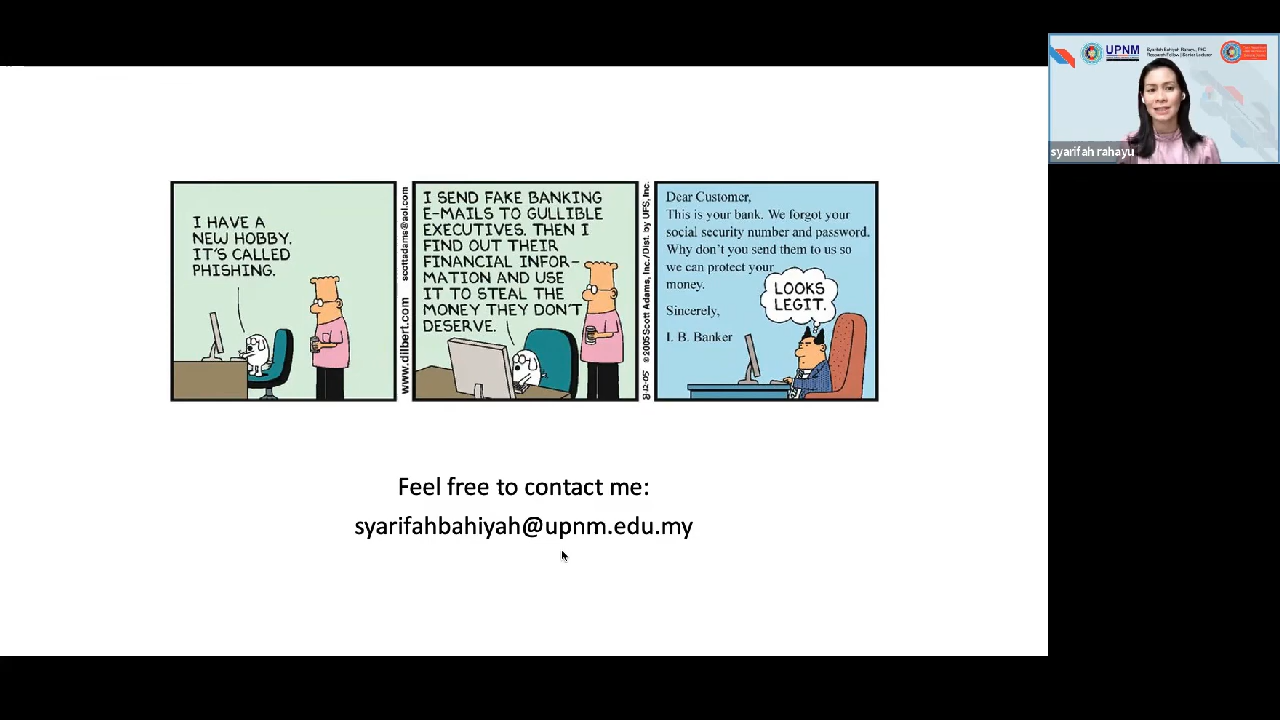 I HAVE A
NEW HOBBY.
IT'S CALLED
PHISHING.
www.dilbert.com scottadams@aol.com
I SEND FAKE BANKING
E-MAILS TO GULLIBLE
EXECUTIVES. THEN I
FIND OUT THEIR
FINANCIAL INFOR-
MATION AND USE
IT TO STEAL THE
MONEY THEY DON'T
DESERVE.
© 2005 Scott Adams, Inc./Dist. by UFS, Inc.
Dear Customer,
This is your bank. We forgot your
social security number and password.
Why don't you send them to us so
we can protect your
money.
Sincerely,
I. B. Banker
LOOKS
LEGIT.
Feel free to contact me:
syarifahbahiyah@upnm.edu.my
UPNM
syarifah rahayu